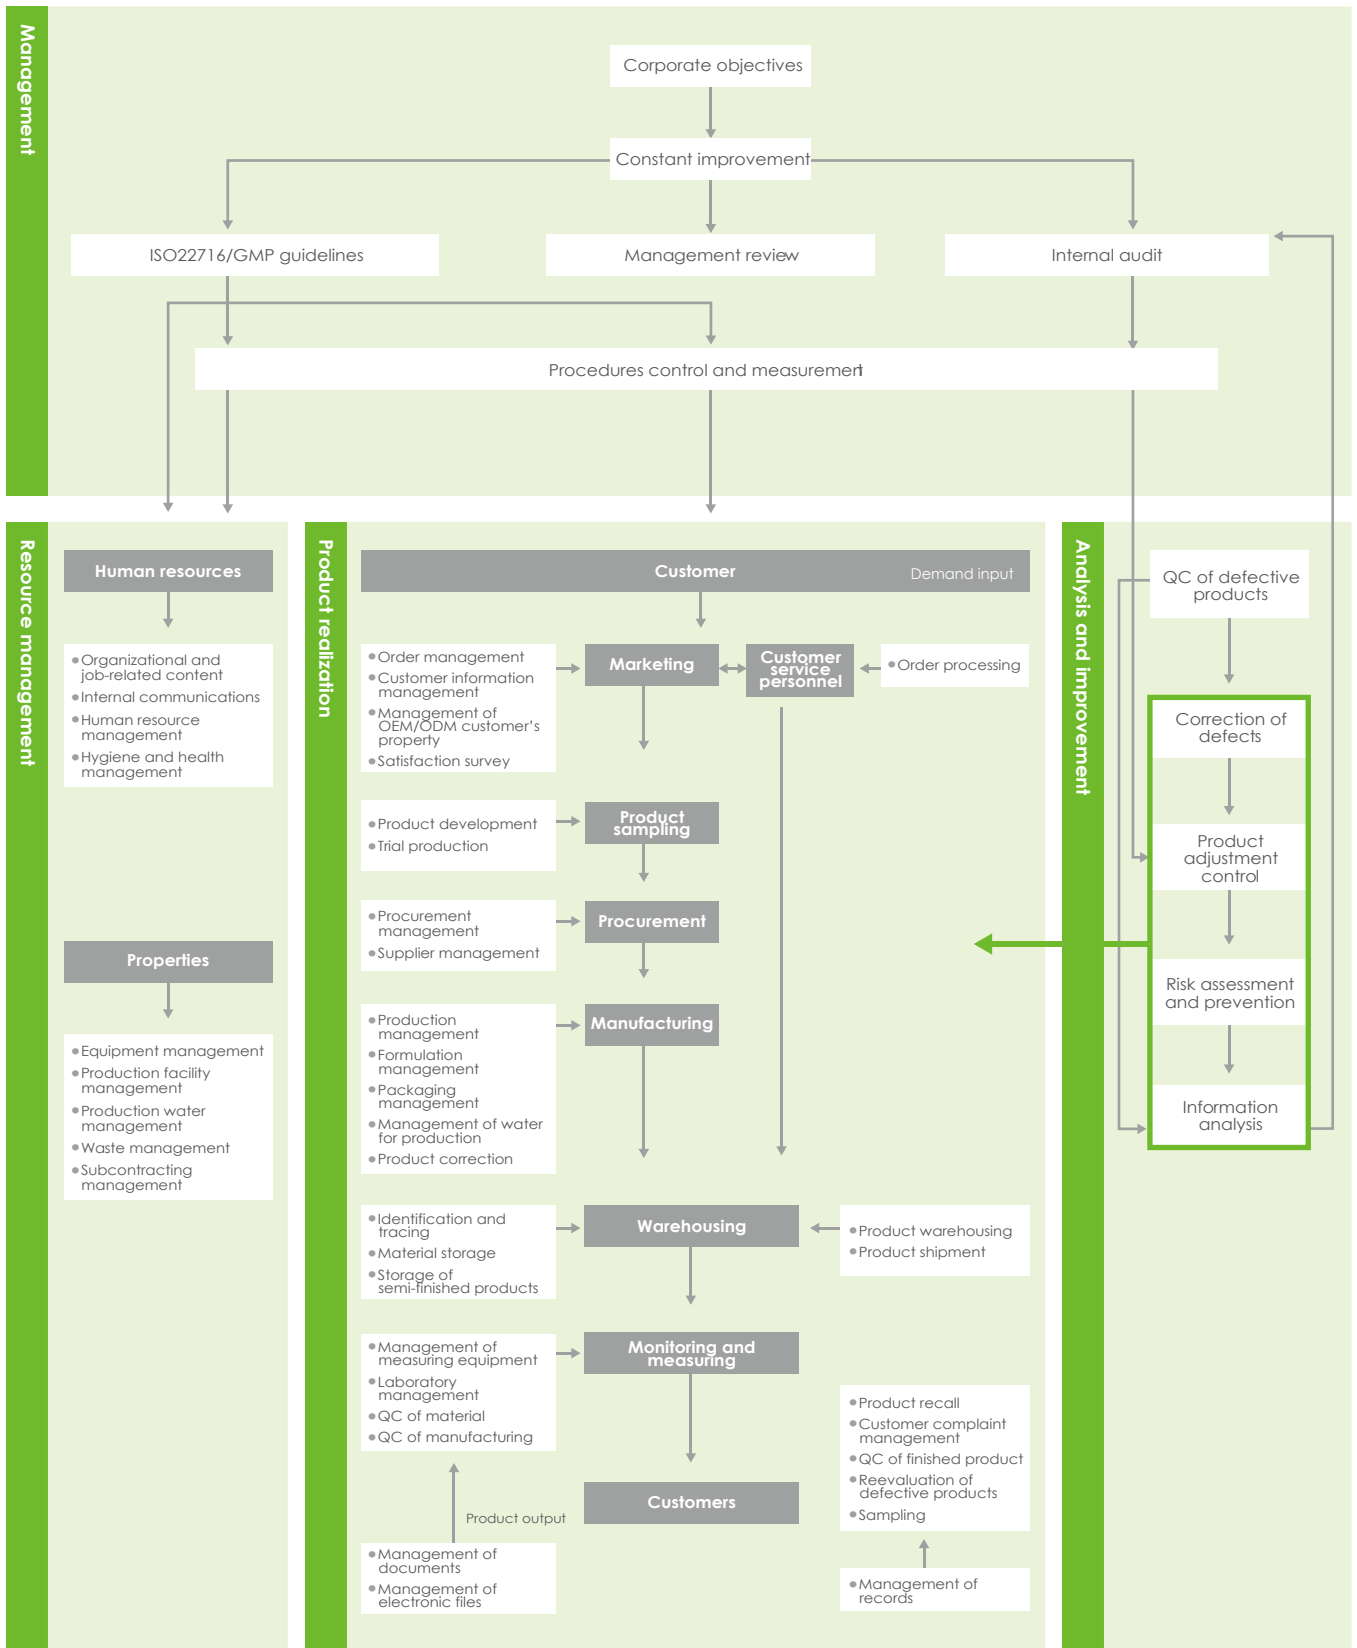 Management
Corporate objectives
Constant improvement
ISO22716/GMP guidelines
Management review
Internal audit
Procedures control and measurement
Resource management
Human resources
•Organizational and
job-related content
•Internal communications
•Human resource
management
•Hygiene and health
management
Properties
•Equipment management
•Production facility
management
•Production water
management
•Waste management
•Subcontracting
management
Product realization
Customer
Demand input
•Order management
•Customer information
management
•Management of
OEM/ODM customer's
property
•Satisfaction survey
Marketing
Customer
service
personnel
•Order processing
•Product development
•Trial production
Product
sampling
•Procurement
management
•Supplier management
Procurement
•Production
management
•Formulation
management
•Packaging
management
•Management of water
for production
•Product correction
Manufacturing
•Identification and
tracing
•Material storage
•Storage of
semi-finished products
Warehousing
•Product warehousing
•Product shipment
•Management of
measuring equipment
•Laboratory
management
•QC of material
•QC of manufacturing
Monitoring and
measuring
•Product recall
•Customer complaint
management
•QC of finished product
•Reevaluation of
defective products
•Sampling
Customers
Product output
•Management of
documents
•Management of
electronic files
•Management of
records
Analysis and improvement
QC of defective
products
Correction of
defects
Product
adjustment
control
Risk assessment
and prevention
Information
analysis